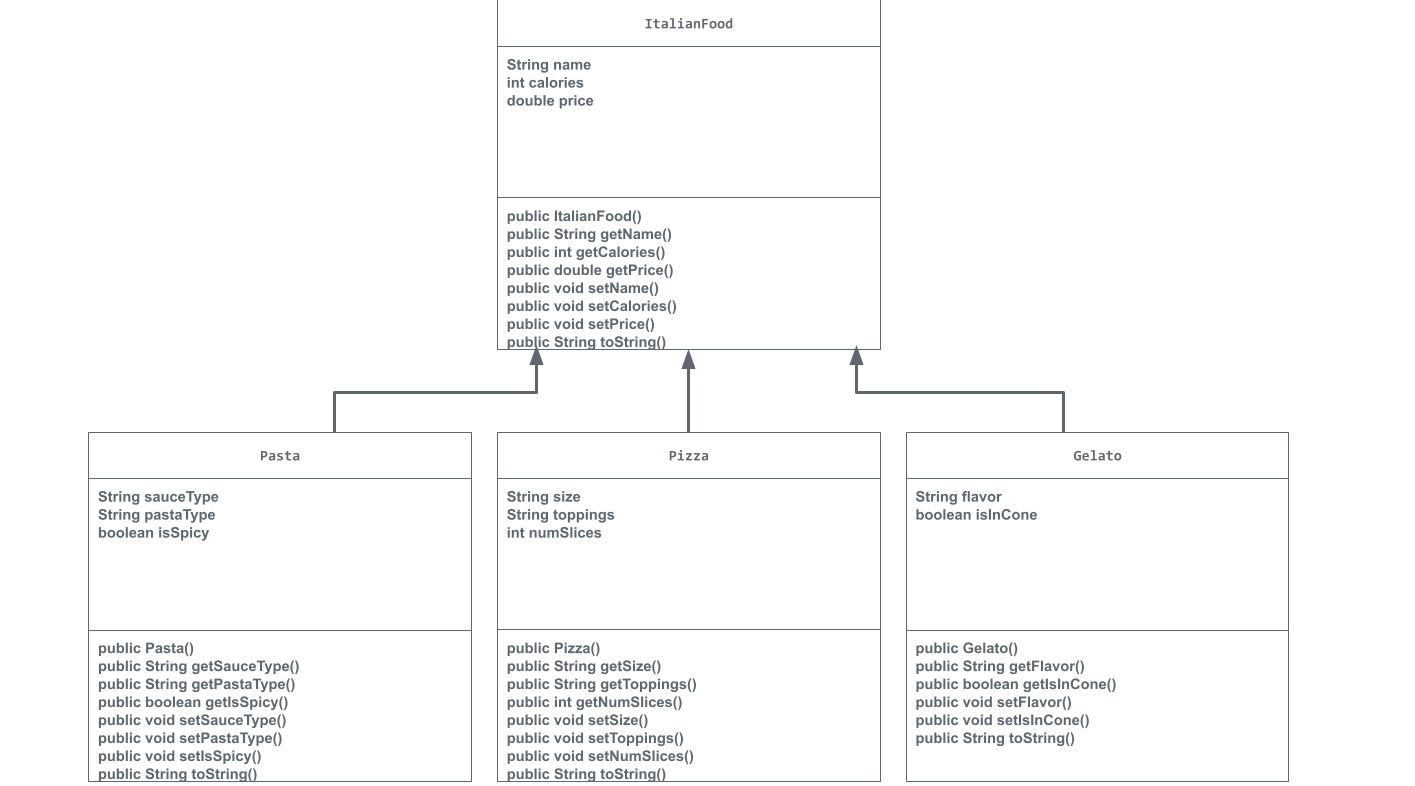 ItalianFood
String name
int calories
double price
public ItalianFood()
public String getName()
public int getCalories()
public double getPrice()
public void setName()
public void setCalories()
public void setPrice()
public String toString()
Pasta
String sauceType
String pastaType
boolean isSpicy
public Pasta()
public String getSauceType()
public String getPastaType()
public boolean getIsSpicy()
public void setSauceType()
public void setPastaType()
public void setIsSpicy()
public String toString()
Pizza
String size
String toppings
int numSlices
public Pizza()
public String getSize()
public String getToppings()
public int getNumSlices()
public void setSize()
public void setToppings()
public void setNumSlices()
public String toString()
Gelato
String flavor
boolean isInCone
public Gelato()
public String getFlavor()
public boolean getIsInCone()
public void setFlavor()
public void setIsInCone()
public String toString()